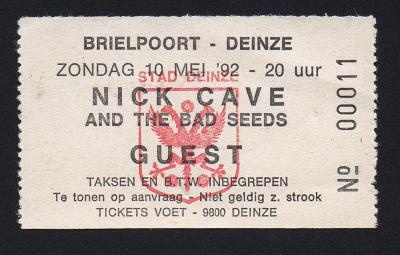 BRIELPOORT - DEINZE
ZONDAG 10 MEI '92 - 20 uur
STAD DEINZE
NICK CAVE
AND THE BAD SEEDS
GUEST
TAKSEN EN B.T.W. INBEGREPEN
Te tonen op aanvraag - Niet geldig z. strook
TICKETS VOET - 9800 DEINZE
Nº 00011